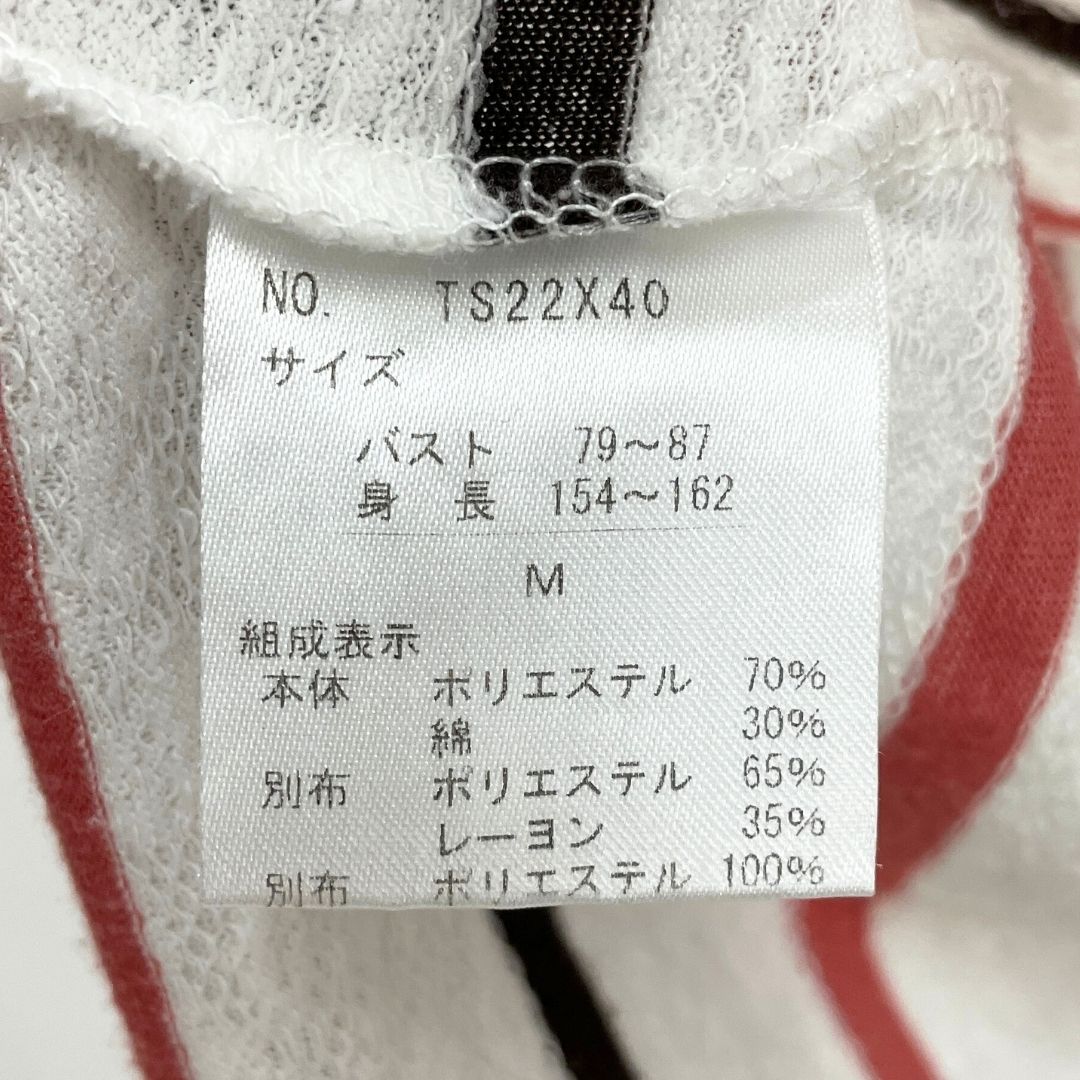 NO. TS22X40
サイズ
バスト 79～87
身 長 154～162
M
組成表示
本体 ポリエステル 70%
綿 30%
別布 ポリエステル 65%
レーヨン 35%
別布 ポリエステル 100%